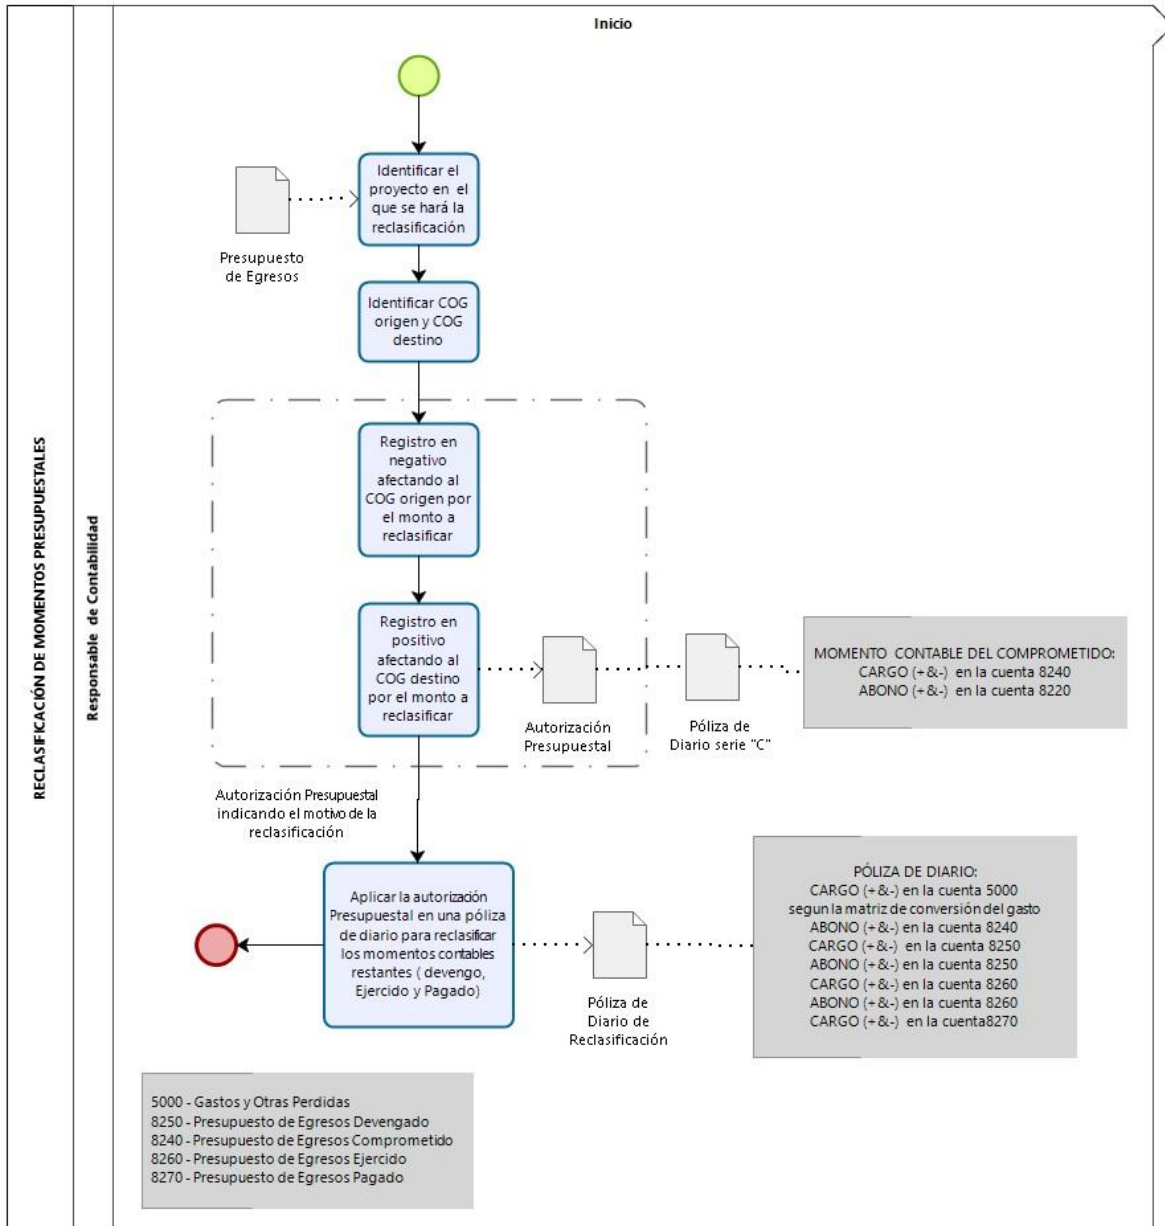 Inicio
RECLASIFICACIÓN DE MOMENTOS PRESUPUESTALES
Responsable de Contabilidad
Identificar el
proyecto en el
que se hará la
reclasificación
Presupuesto
de Egresos
Identificar COG
origen y COG
destino
Registro en
negativo
afectando al
COG origen por
el monto a
reclasificar
Registro en
positivo
afectando al
COG destino
por el monto a
reclasificar
Autorización
Presupuestal
Póliza de
Diario serie "C"
MOMENTO CONTABLE DEL COMPROMETIDO:
CARGO (+&-) en la cuenta 8240
ABONO (+&-) en la cuenta 8220
Autorización Presupuestal
indicando el motivo de la
reclasificación
Aplicar la autorización
Presupuestal en una póliza
de diario para reclasificar
los momentos contables
restantes ( devengo,
Ejercido y Pagado)
Póliza de
Diario de
Reclasificación
PÓLIZA DE DIARIO:
CARGO (+&-) en la cuenta 5000
segun la matriz de conversión del gasto
ABONO (+&-) en la cuenta 8240
CARGO (+&-) en la cuenta 8250
ABONO (+&-) en la cuenta 8250
CARGO (+&-) en la cuenta 8260
ABONO (+&-) en la cuenta 8260
CARGO (+&-) en la cuenta8270
5000 - Gastos y Otras Perdidas
8250 - Presupuesto de Egresos Devengado
8240 - Presupuesto de Egresos Comprometido
8260 - Presupuesto de Egresos Ejercido
8270 - Presupuesto de Egresos Pagado